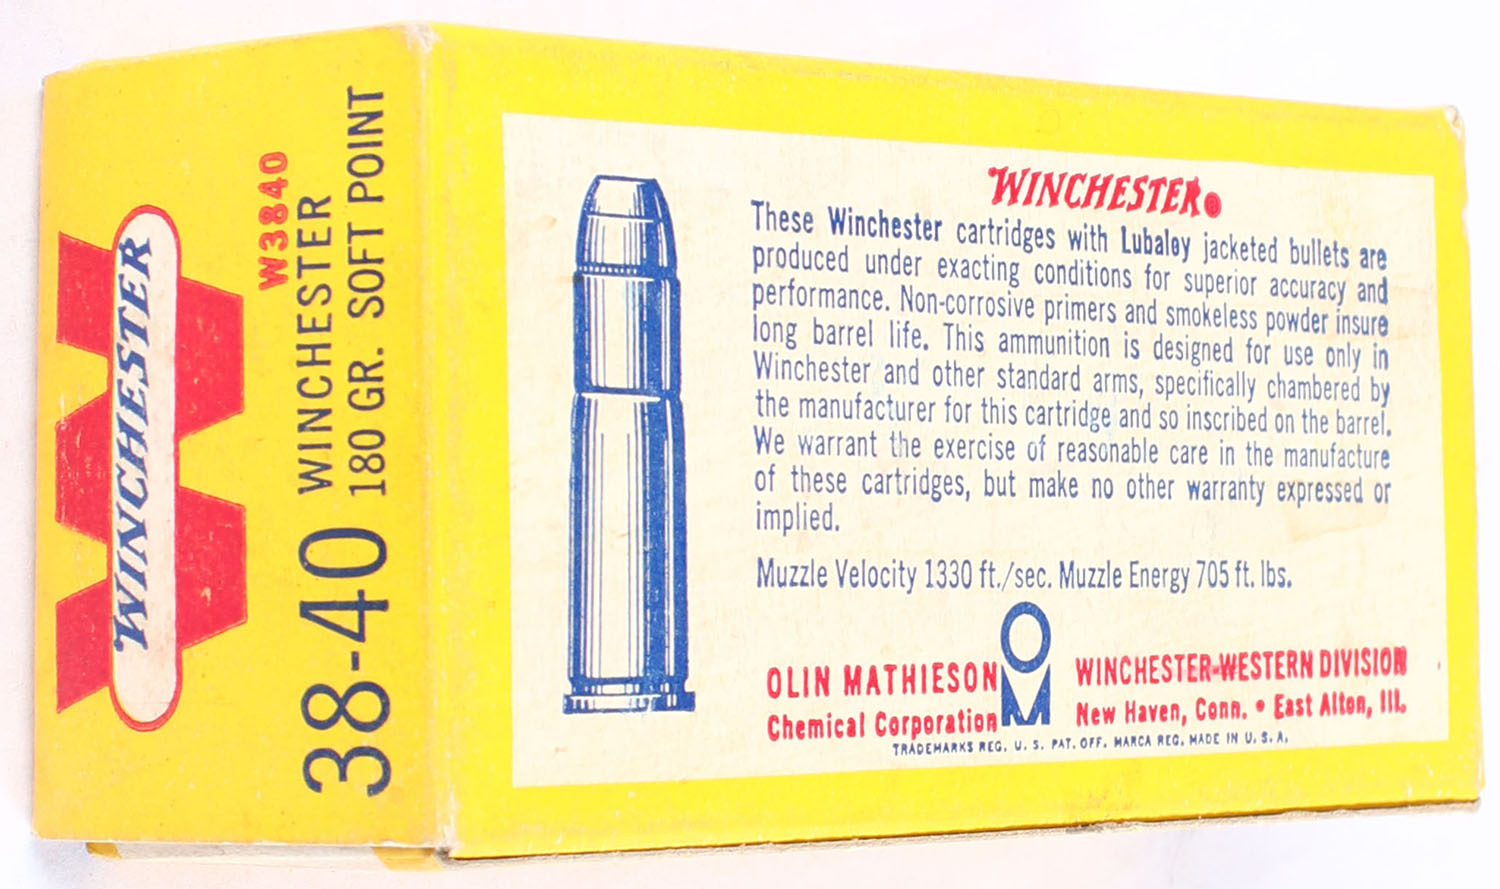 WINCHESTER
W3840
38-40 WINCHESTER
180 GR. SOFT POINT
WINCHESTER®
These Winchester cartridges with Lubaloy jacketed bullets are
produced under exacting conditions for superior accuracy and
performance. Non-corrosive primers and smokeless powder insure
long barrel life. This ammunition is designed for use only in
Winchester and other standard arms, specifically chambered by
the manufacturer for this cartridge and so inscribed on the barrel.
We warrant the exercise of reasonable care in the manufacture
of these cartridges, but make no other warranty expressed or
implied.
Muzzle Velocity 1330 ft./sec. Muzzle Energy 705 ft. lbs.
OLIN MATHIESON
Chemical Corporation
OM
WINCHESTER-WESTERN DIVISION
New Haven, Conn. • East Alton, Ill.
TRADEMARKS REG. U. S. PAT. OFF. MARCA REG. MADE IN U. S. A.